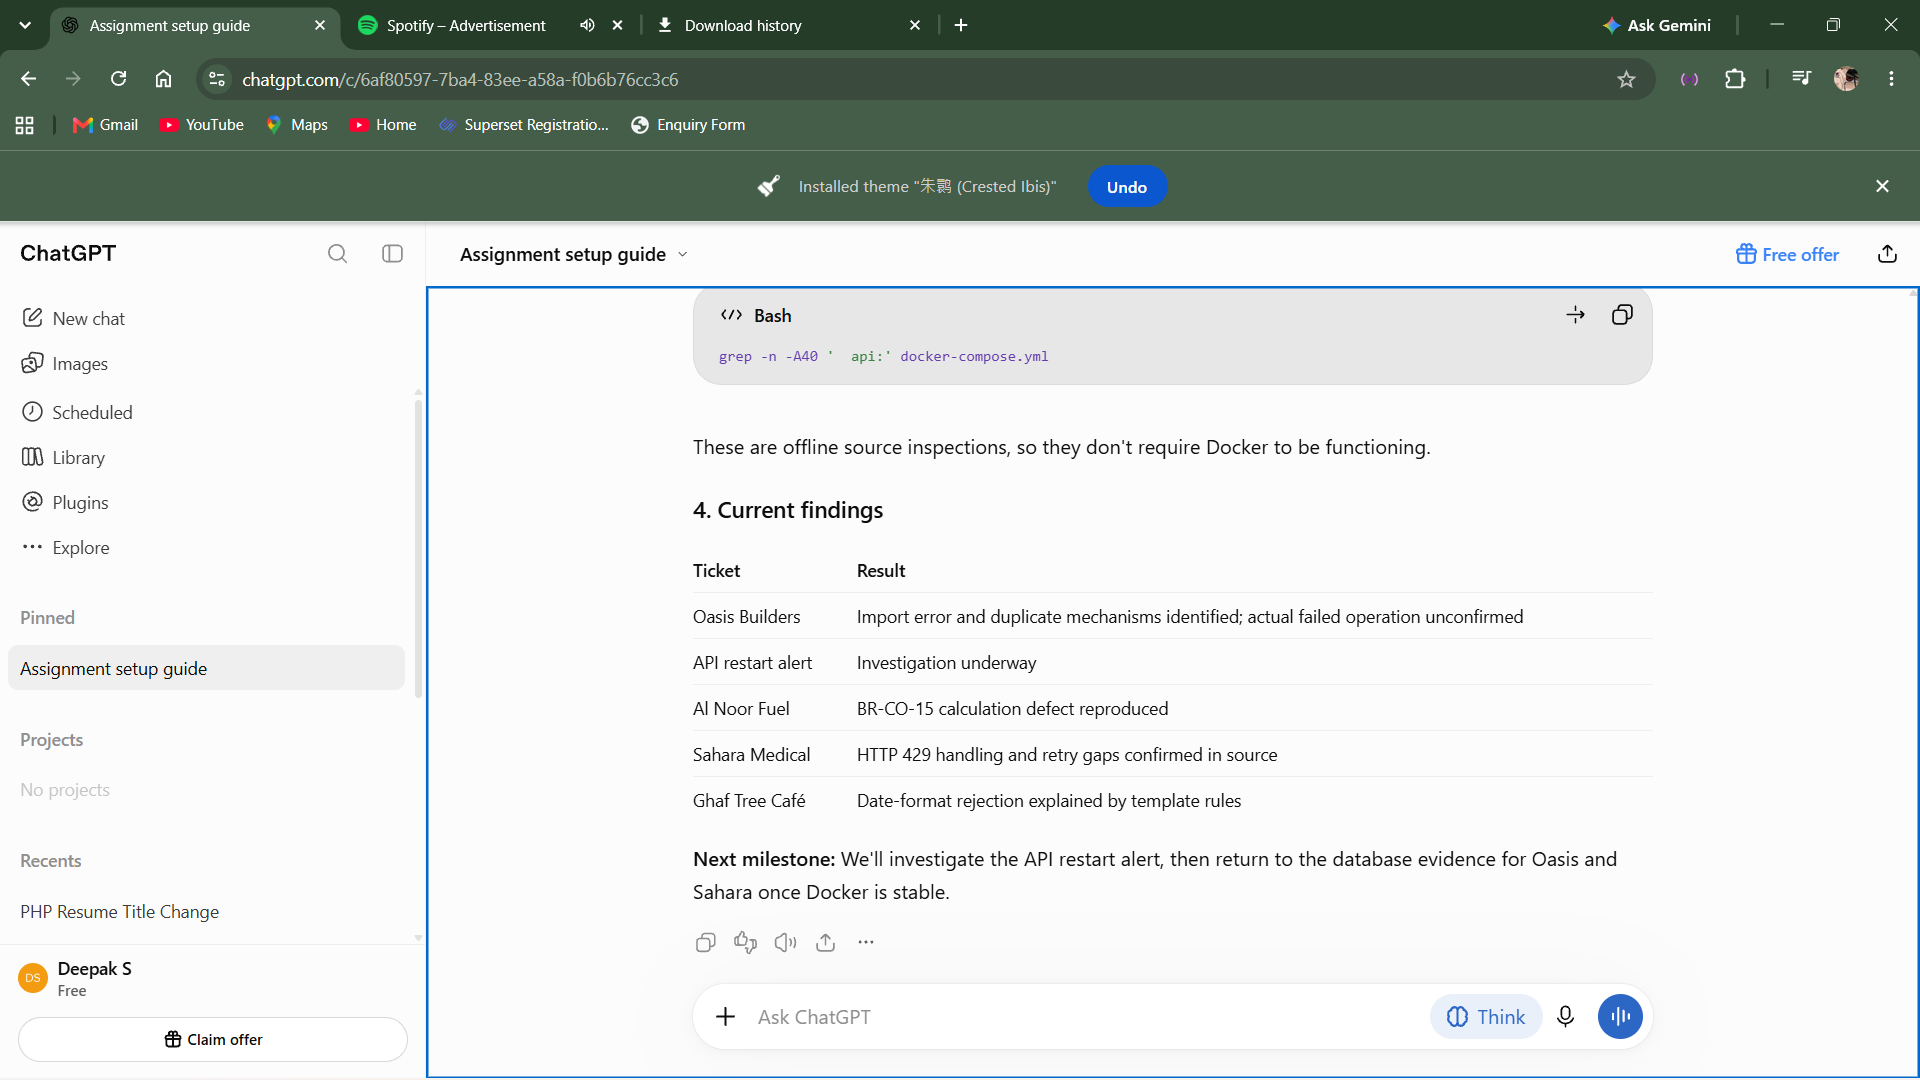 Assignment setup guide
Spotify – Advertisement
Download history
Ask Gemini
chatgpt.com/c/6af80597-7ba4-83ee-a58a-f0b6b76cc3c6
Gmail
YouTube
Maps
Home
Superset Registratio...
Enquiry Form
Installed theme "朱鹮 (Crested Ibis)"
Undo
ChatGPT
Assignment setup guide
Free offer
New chat
Images
Scheduled
Library
Plugins
Explore
Pinned
Assignment setup guide
Projects
No projects
Recents
PHP Resume Title Change
DS
Deepak S
Free
Claim offer
Bash
grep -n -A40 '  api:' docker-compose.yml
These are offline source inspections, so they don't require Docker to be functioning.
4. Current findings
Ticket Result
Oasis Builders Import error and duplicate mechanisms identified; actual failed operation unconfirmed
API restart alert Investigation underway
Al Noor Fuel BR-CO-15 calculation defect reproduced
Sahara Medical HTTP 429 handling and retry gaps confirmed in source
Ghaf Tree Café Date-format rejection explained by template rules
Next milestone: We'll investigate the API restart alert, then return to the database evidence for Oasis and
Sahara once Docker is stable.
Ask ChatGPT
Think